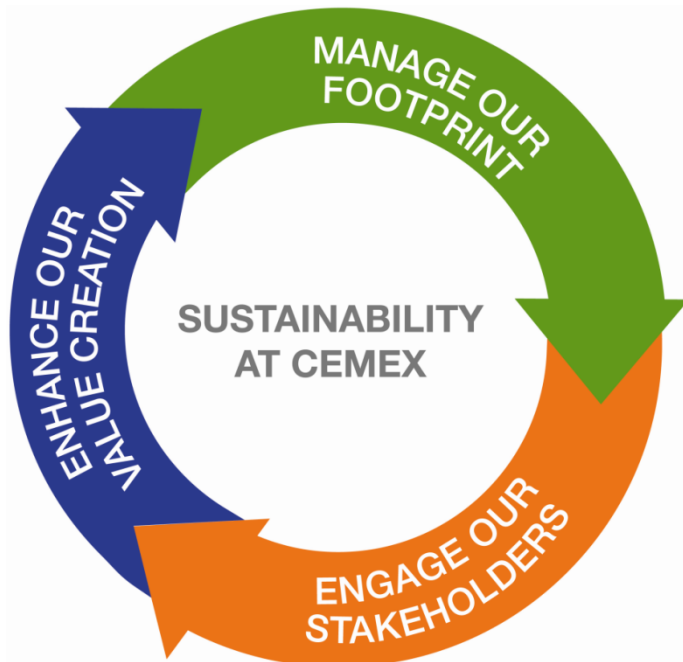 MANAGE OUR
FOOTPRINT
ENHANCE OUR
VALUE CREATION
SUSTAINABILITY
AT CEMEX
ENGAGE OUR
STAKEHOLDERS